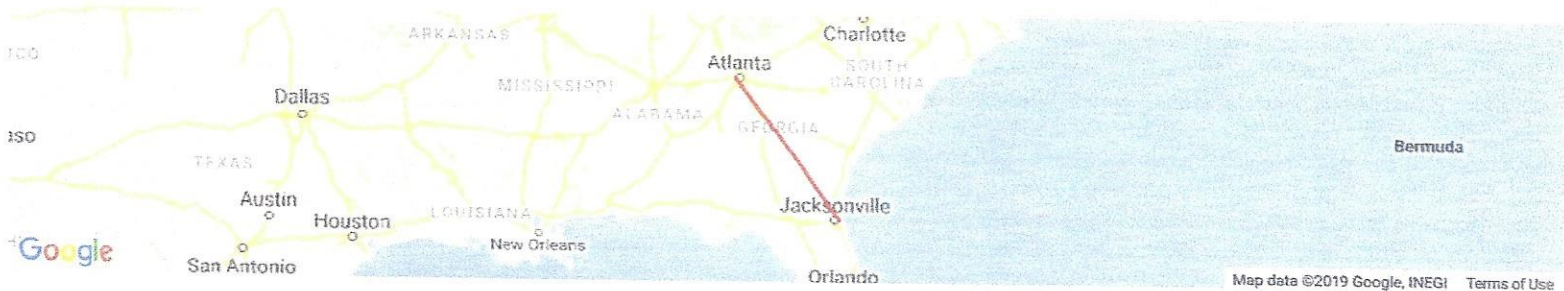 Charlotte
ARKANSAS
ICO
Atlanta
SOUTH
CAROLINA
MISSISSIPPI
Dallas
ALABAMA
GEORGIA
Bermuda
TEXAS
Austin
Jacksonville
LOUISIANA
Houston
New Orleans
Google
San Antonio
Orlando
Map data ©2019 Google, INEGI Terms of Use